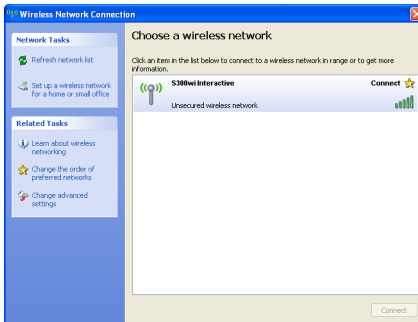 Wireless Network Connection
Network Tasks
Refresh network list
Set up a wireless network
for a home or small office
Related Tasks
Learn about wireless
networking
Change the order of
preferred networks
Change advanced
settings
Choose a wireless network
Click an item in the list below to connect to a wireless network in range or to get more
information.
S300wi Interactive
Connect
Unsecured wireless network
Connect